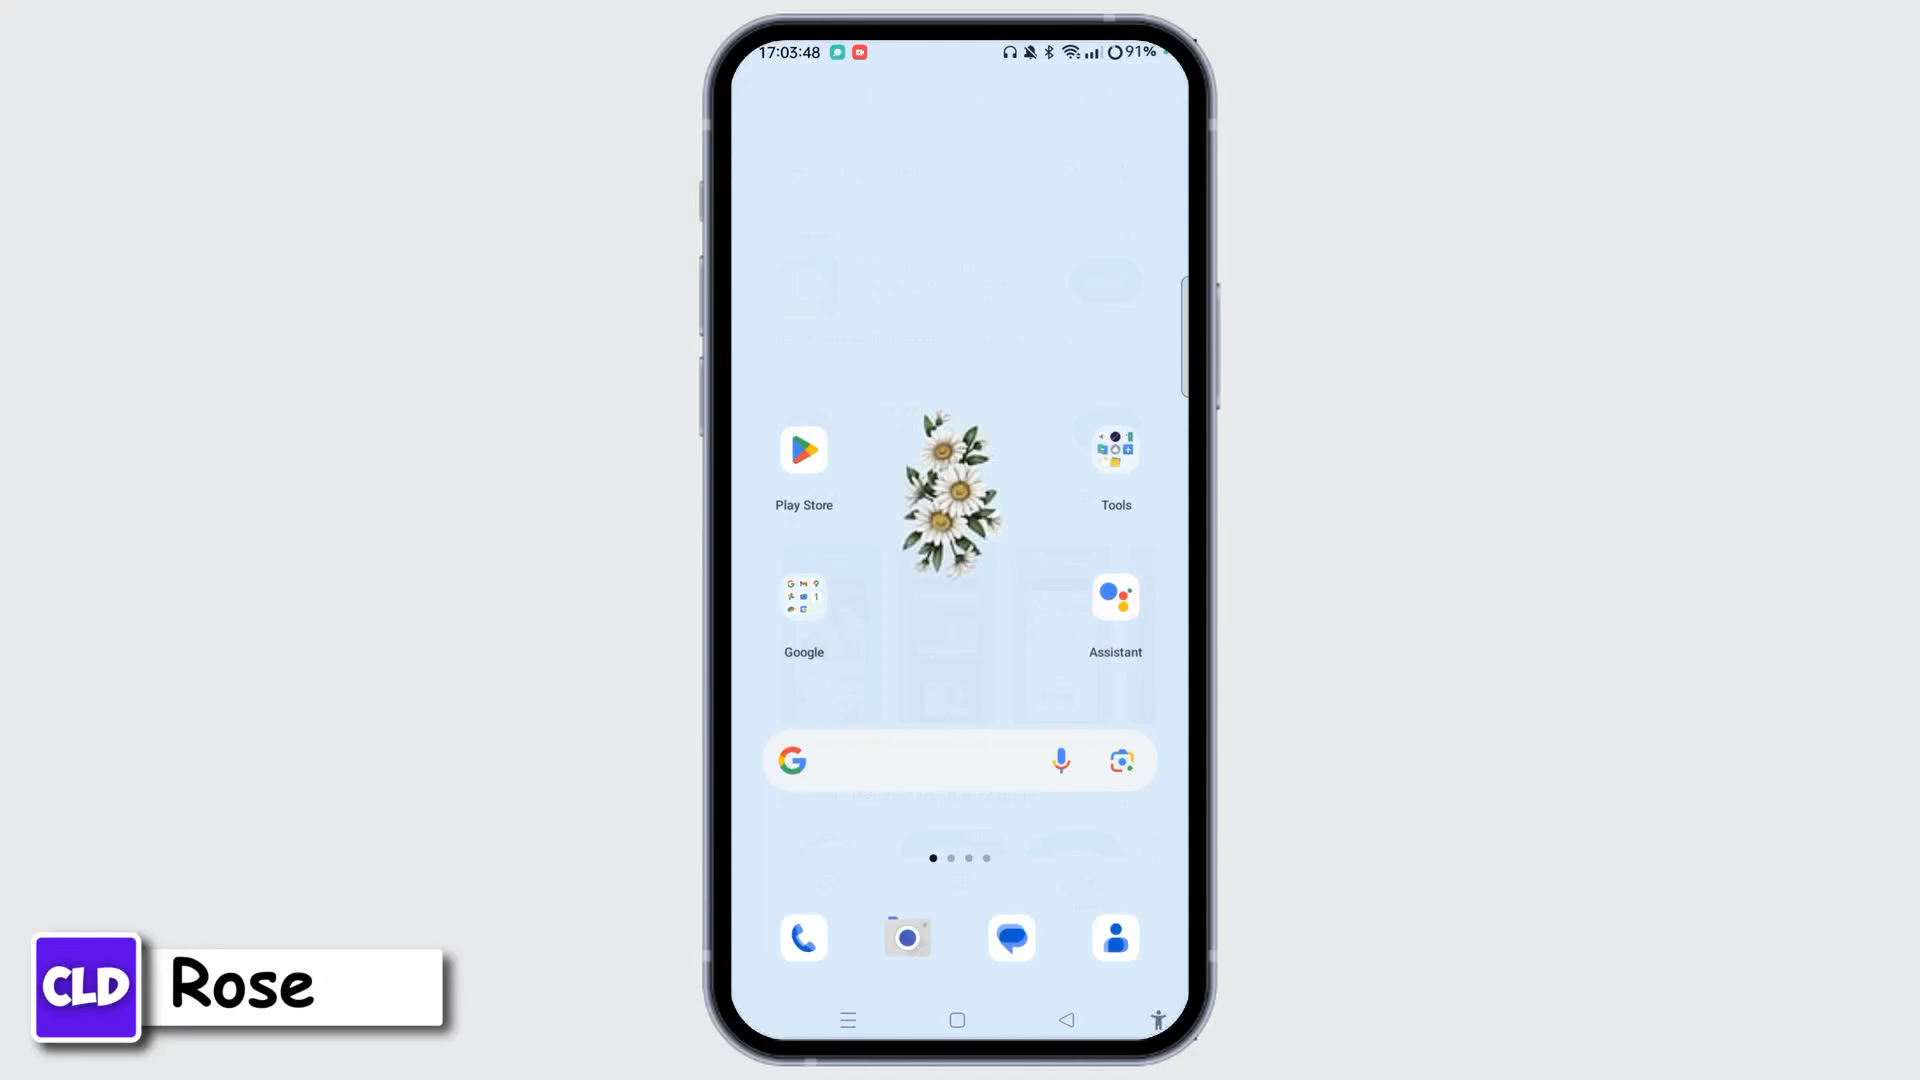 17:03:48
91%
Play Store
Tools
Google
Assistant
CLD
Rose